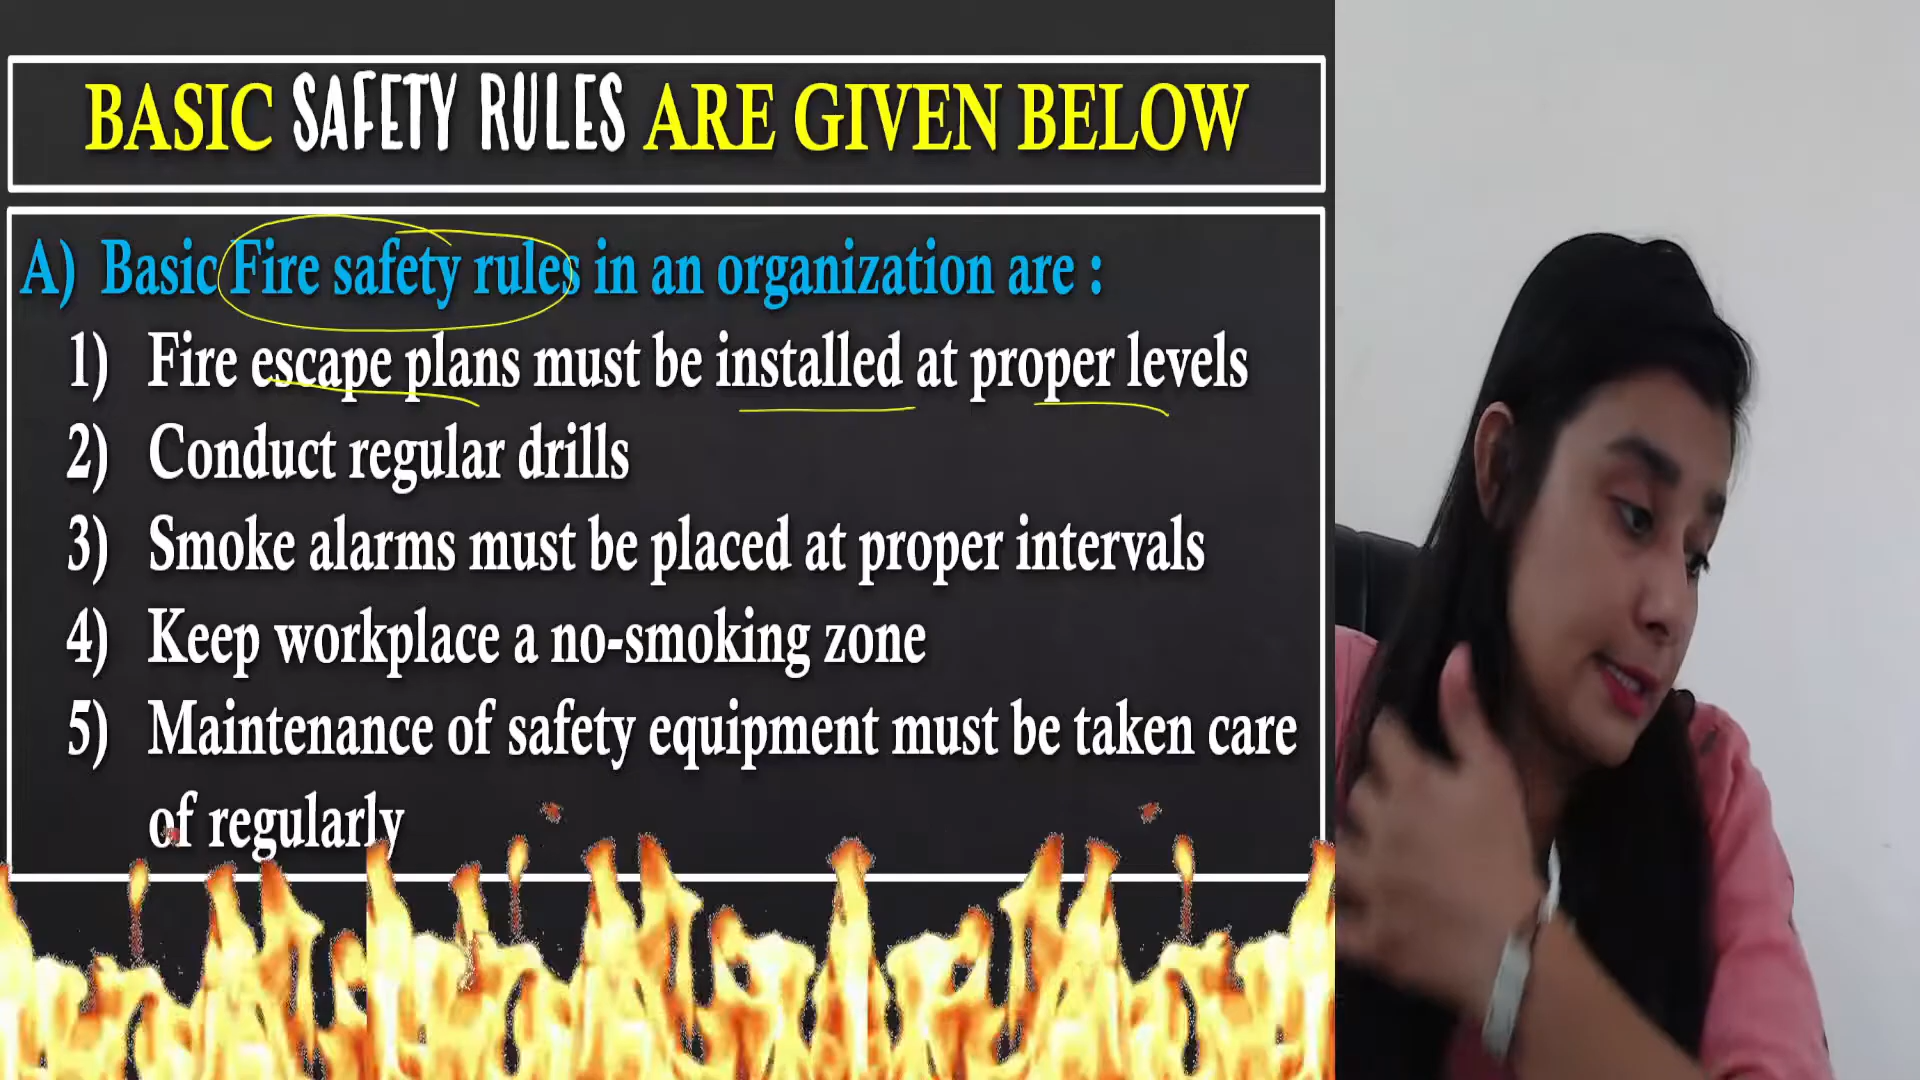 BASIC SAFETY RULES ARE GIVEN BELOW
A) Basic Fire safety rules in an organization are :
1) Fire escape plans must be installed at proper levels
2) Conduct regular drills
3) Smoke alarms must be placed at proper intervals
4) Keep workplace a no-smoking zone
5) Maintenance of safety equipment must be taken care
of regularly